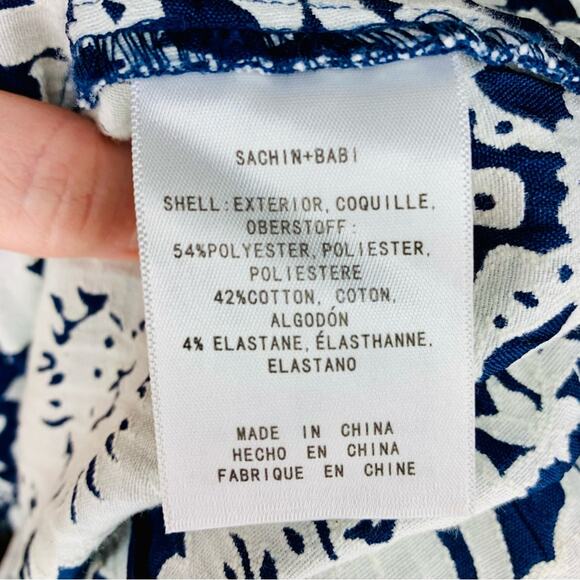 SACHIN+BABI
SHELL:EXTERIOR, COQUILLE,
OBERSTOFF:
54%POLYESTER, POLIESTER,
POLIESTERE
42%COTTON, COTON,
ALGODÓN
4% ELASTANE, ÉLASTHANNE,
ELASTANO
MADE IN CHINA
HECHO EN CHINA
FABRIQUE EN CHINE